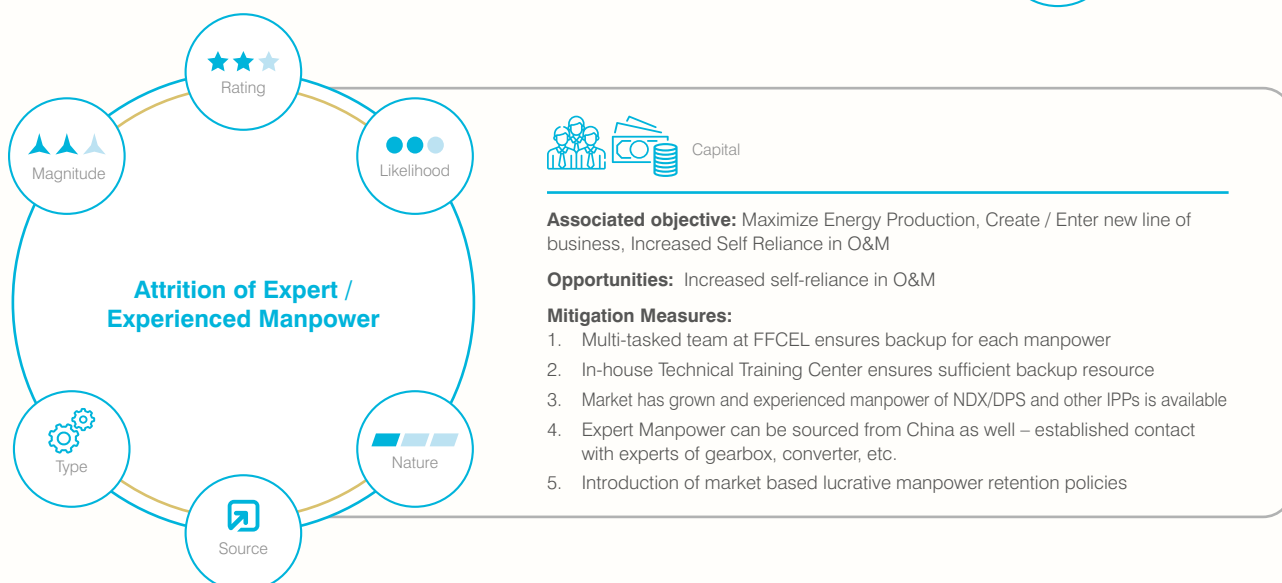 Rating
Magnitude
Likelihood
Attrition of Expert /
Experienced Manpower
Type
Nature
Source
Capital
Associated objective: Maximize Energy Production, Create / Enter new line of
business, Increased Self Reliance in O&M
Opportunities: Increased self-reliance in O&M
Mitigation Measures:
1. Multi-tasked team at FFCEL ensures backup for each manpower
2. In-house Technical Training Center ensures sufficient backup resource
3. Market has grown and experienced manpower of NDX/DPS and other IPPs is available
4. Expert Manpower can be sourced from China as well – established contact
with experts of gearbox, converter, etc.
5. Introduction of market based lucrative manpower retention policies